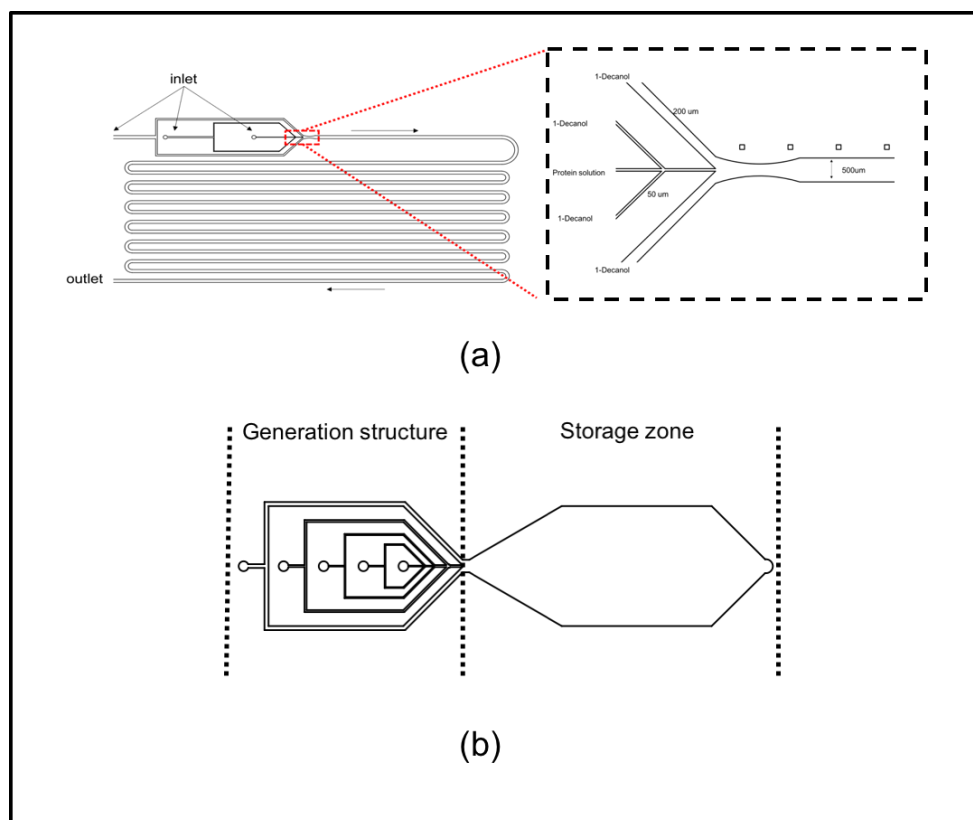 inlet
outlet
1-Decanol
200 um
1-Decanol
Protein solution
500um
50 um
1-Decanol
1-Decanol
(a)
Generation structure
Storage zone
(b)